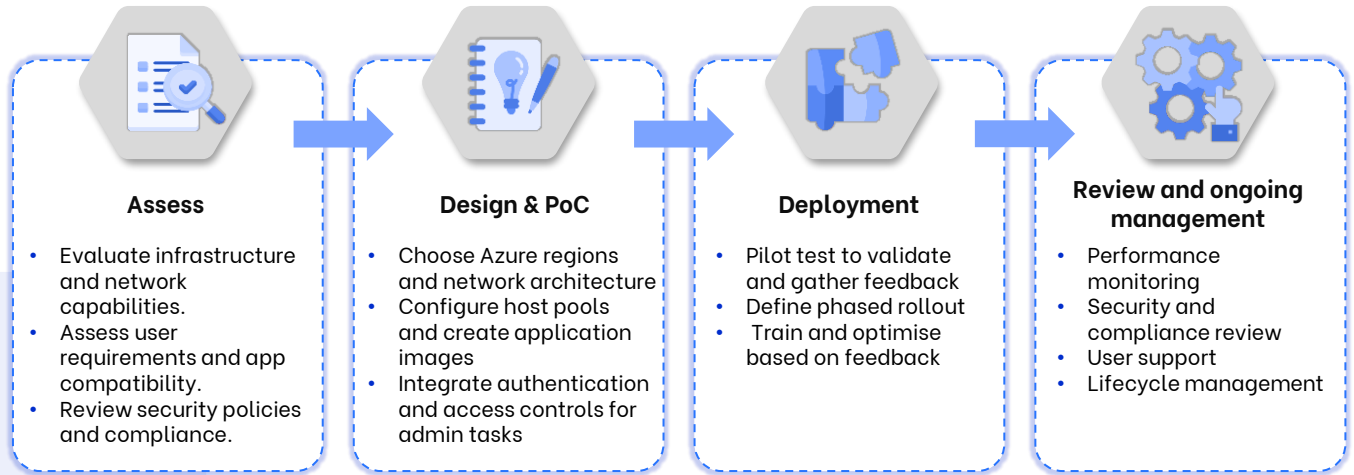 Assess
• Evaluate infrastructure
and network
capabilities.
• Assess user
requirements and app
compatibility.
• Review security policies
and compliance.
Design & PoC
• Choose Azure regions
and network architecture
• Configure host pools
and create application
images
• Integrate authentication
and access controls for
admin tasks
Deployment
• Pilot test to validate
and gather feedback
• Define phased rollout
• Train and optimise
based on feedback
Review and ongoing
management
• Performance
monitoring
• Security and
compliance review
• User support
• Lifecycle management